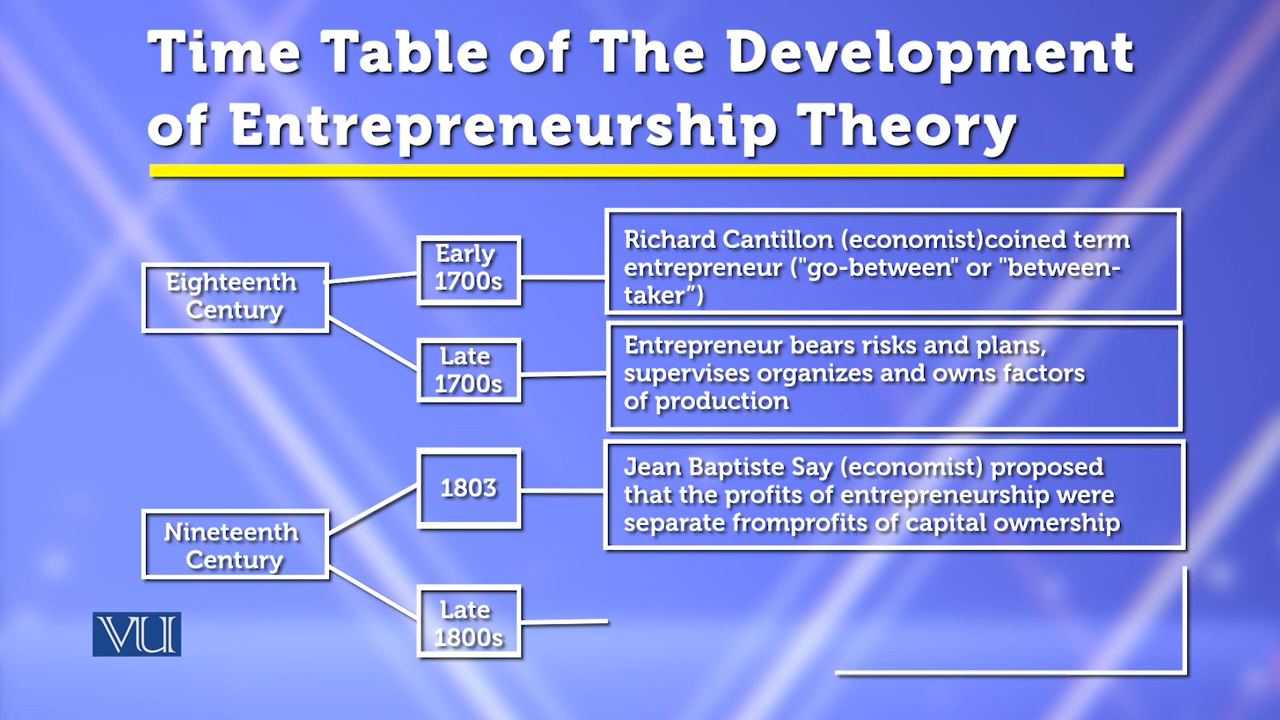 Time Table of The Development
of Entrepreneurship Theory
Eighteenth
Century
Early
1700s
Richard Cantillon (economist)coined term
entrepreneur ("go-between" or "between-
taker”)
Late
1700s
Entrepreneur bears risks and plans,
supervises organizes and owns factors
of production
Nineteenth
Century
1803
Jean Baptiste Say (economist) proposed
that the profits of entrepreneurship were
separate fromprofits of capital ownership
Late
1800s
VU